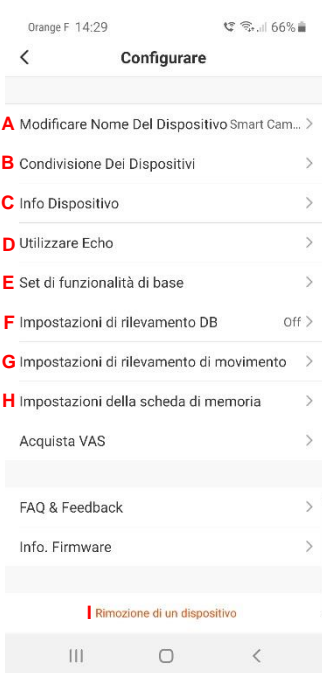 Orange F 14:29 66%
Configurare
A Modificare Nome Del Dispositivo Smart Cam...
B Condivisione Dei Dispositivi
C Info Dispositivo
D Utilizzare Echo
E Set di funzionalità di base
F Impostazioni di rilevamento DB Off
G Impostazioni di rilevamento di movimento
H Impostazioni della scheda di memoria
Acquista VAS
FAQ & Feedback
Info. Firmware
I Rimozione di un dispositivo